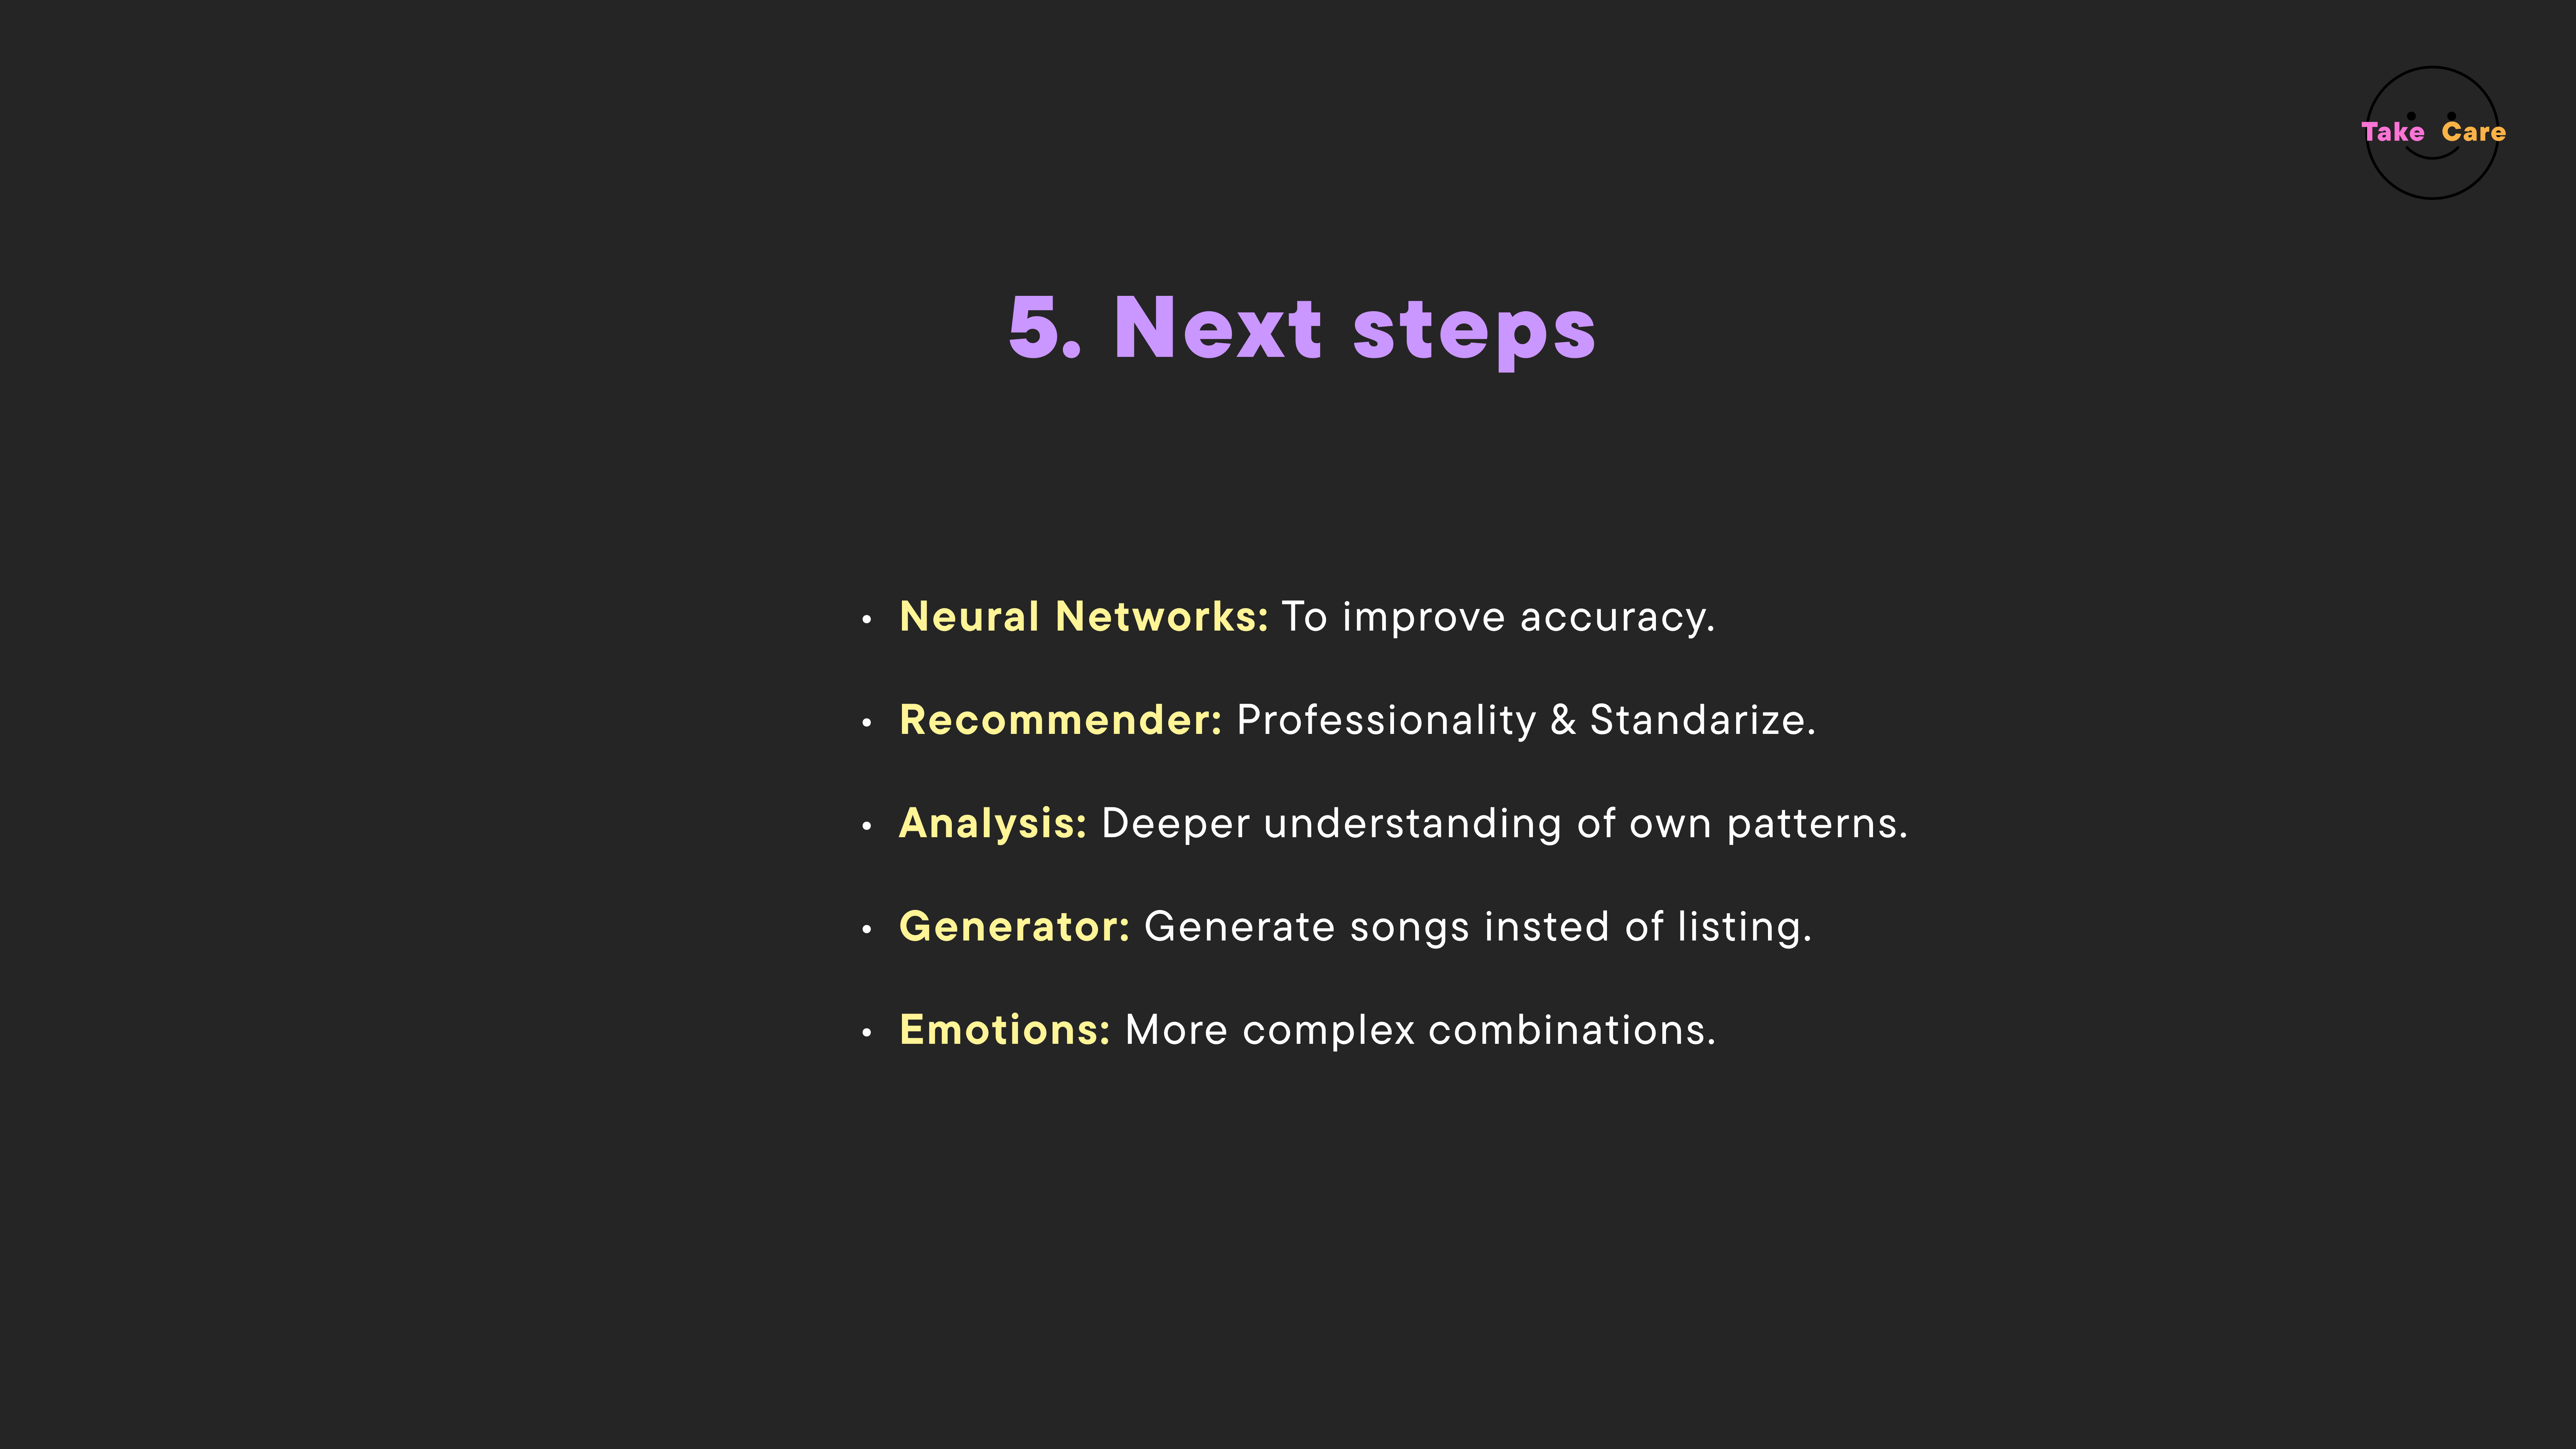 Take Care
5. Next steps
• Neural Networks: To improve accuracy.
• Recommender: Professionality & Standarize.
• Analysis: Deeper understanding of own patterns.
• Generator: Generate songs insted of listing.
• Emotions: More complex combinations.